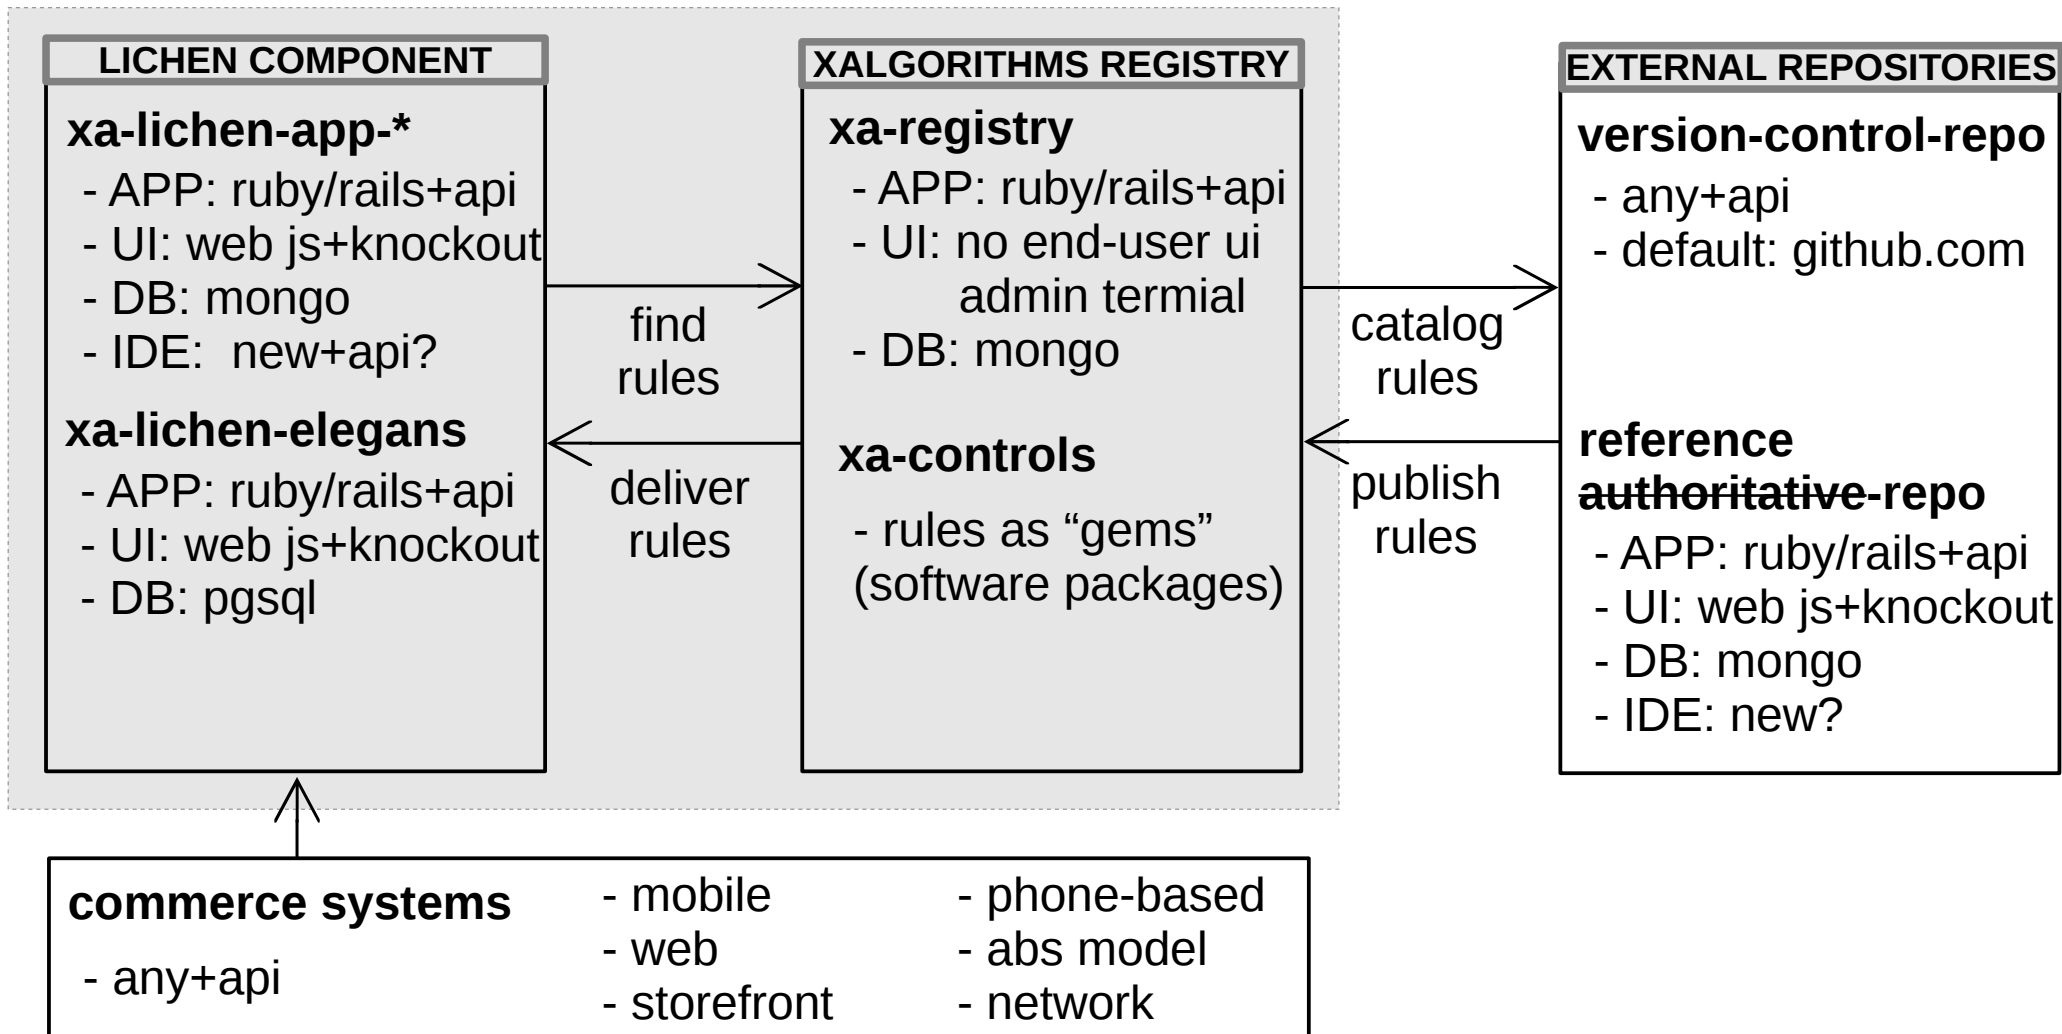 LICHEN COMPONENT
xa-lichen-app-*
- APP: ruby/rails+api
- UI: web js+knockout
- DB: mongo
- IDE:  new+api?
xa-lichen-elegans
- APP: ruby/rails+api
- UI: web js+knockout
- DB: pgsql
find
rules
deliver
rules
XALGORITHMS REGISTRY
xa-registry
- APP: ruby/rails+api
- UI: no end-user ui
admin termial
- DB: mongo
xa-controls
- rules as “gems”
(software packages)
catalog
rules
publish
rules
EXTERNAL REPOSITORIES
version-control-repo
- any+api
- default: github.com
reference
authoritative-repo
- APP: ruby/rails+api
- UI: web js+knockout
- DB: mongo
- IDE: new?
commerce systems
- any+api
- mobile
- web
- storefront
- phone-based
- abs model
- network